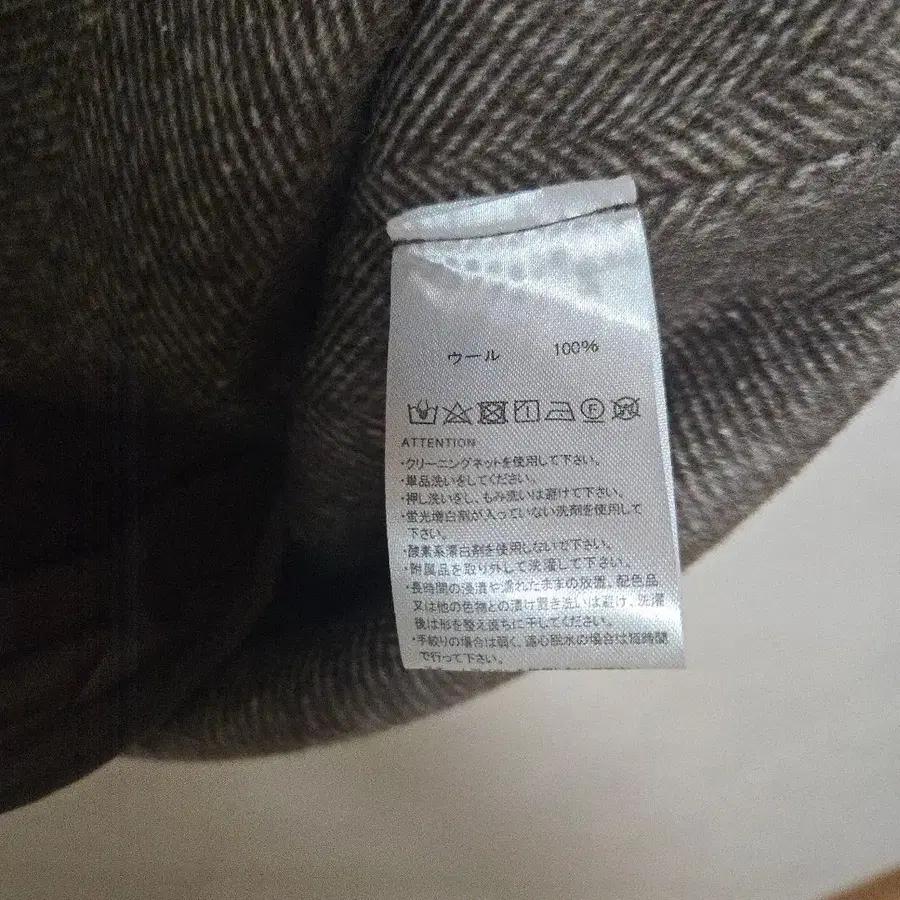 ウール 100%
ATTENTION
・クリーニングネットを使用して下さい。
・単品洗いをしてください。
・押し洗いをし、もみ洗いは避けて下さい。
・蛍光増白剤が入っていない洗剤を使用して
下さい。
・酸素系漂白剤を使用しないで下さい。
・附属品を取り外して洗濯して下さい。
・長時間の浸漬や濡れたままの放置、配色品、
又は他の色物との漬け置き洗いは避け、洗濯
後は形を整え直ちに干してください。
・手絞りの場合は弱く、遠心脱水の場合は短時間
で行って下さい。